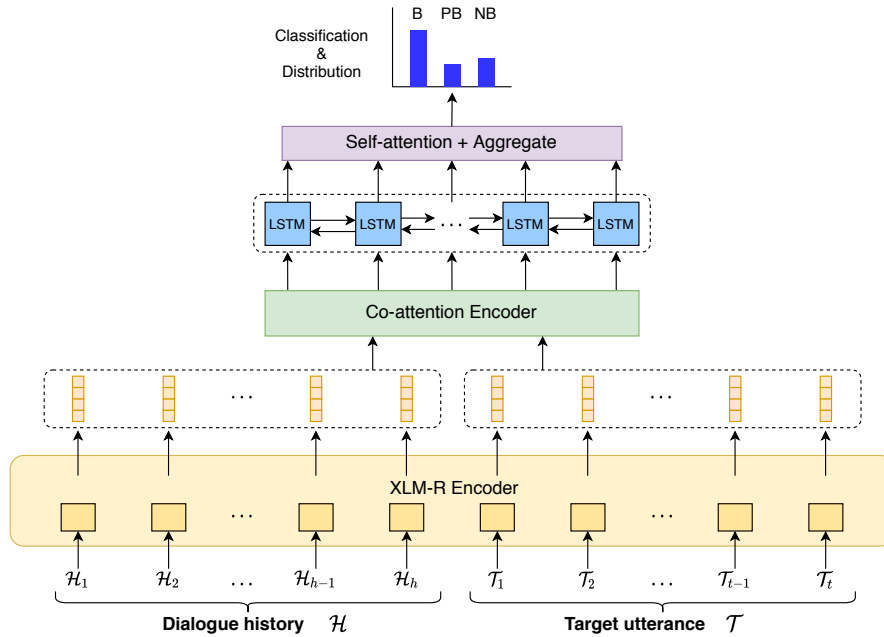 B PB NB
Classification
&
Distribution
Self-attention + Aggregate
LSTM LSTM ... LSTM LSTM
Co-attention Encoder
... ...
XLM-R Encoder
... ...
ℋ₁ ℋ₂ ... ℋₕ₋₁ ℋₕ 𝒯₁ 𝒯₂ ... 𝒯ₜ₋₁ 𝒯ₜ
Dialogue history ℋ Target utterance 𝒯